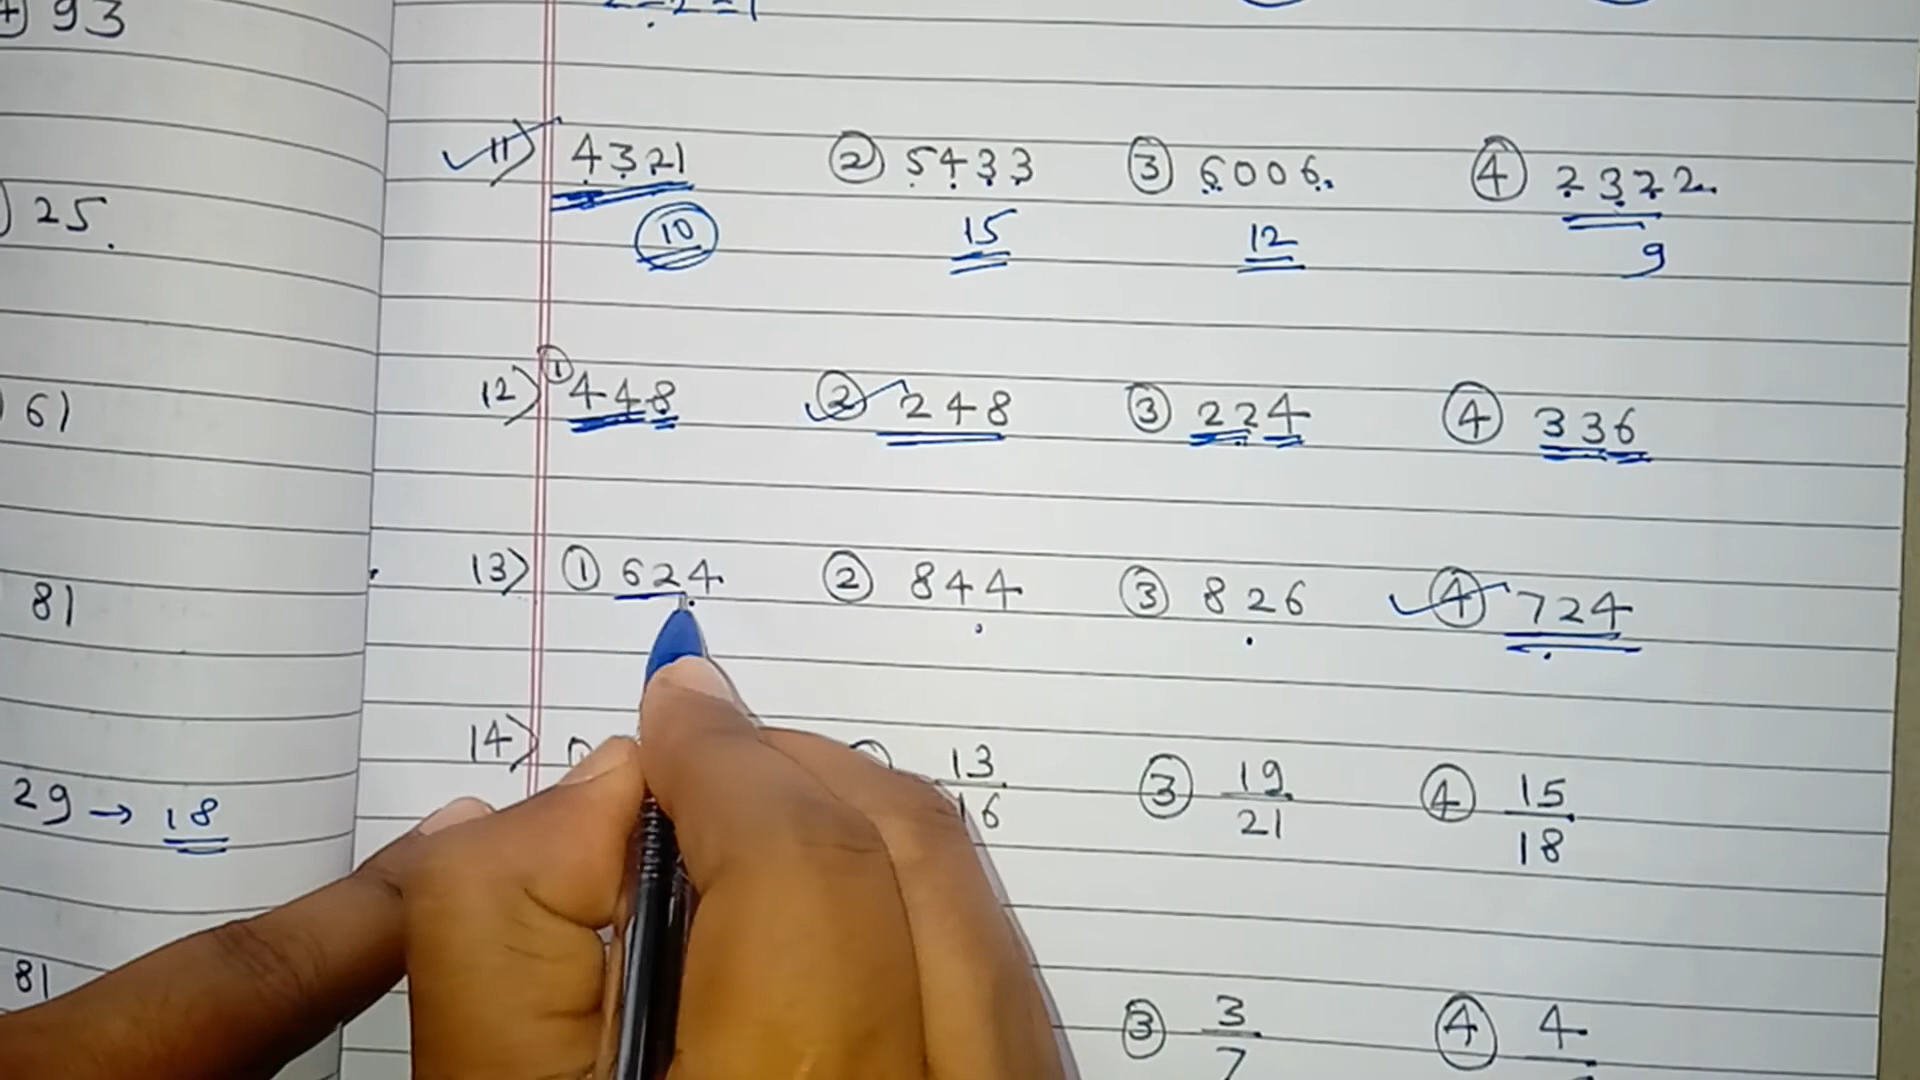 93
25.
11) 4321 ② 5433 ③ 6006 ④ 2322
10 15 12 9
61
12) ① 448 ② 248 ③ 224 ④ 336
81
13) ① 624 ② 844 ③ 826 ④ 724
29 → 18
14) 13/16 ③ 19/21 ④ 15/18
81
③ 3/7 ④ 4